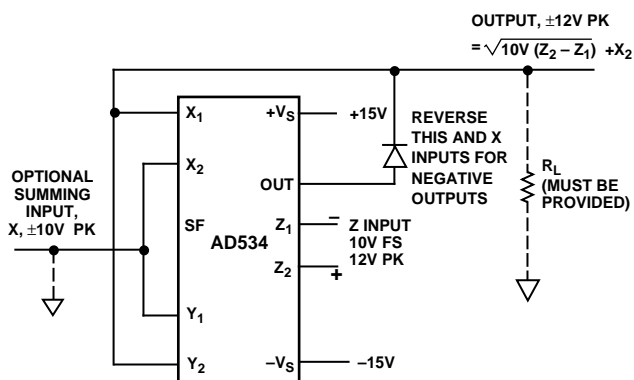 OUTPUT, ±12V PK
= √10V (Z2 – Z1) +X2
X1
+VS
+15V
REVERSE
THIS AND X
INPUTS FOR
NEGATIVE
OUTPUTS
OPTIONAL
SUMMING
INPUT,
X, ±10V PK
X2
OUT
RL
(MUST BE
PROVIDED)
SF
AD534
Z1
–
Z INPUT
10V FS
12V PK
Z2
+
Y1
Y2
–VS
–15V